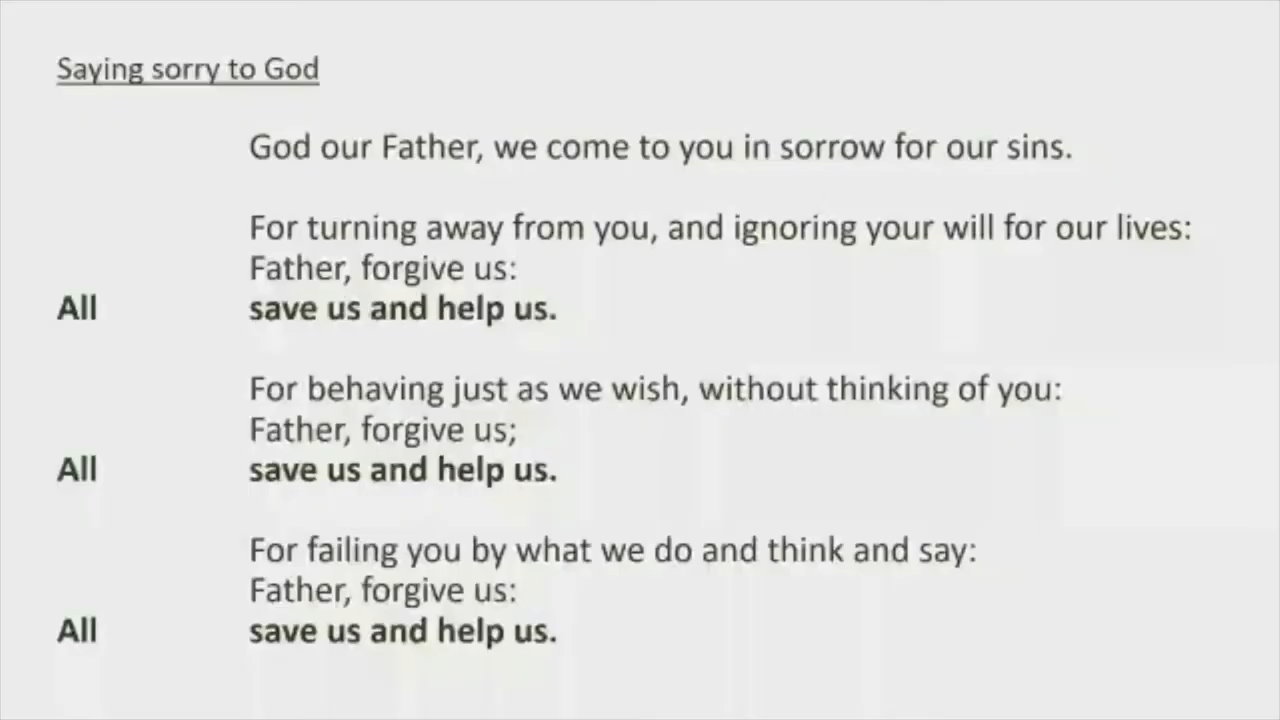 Saying sorry to God
God our Father, we come to you in sorrow for our sins.
For turning away from you, and ignoring your will for our lives:
Father, forgive us:
All save us and help us.
For behaving just as we wish, without thinking of you:
Father, forgive us;
All save us and help us.
For failing you by what we do and think and say:
Father, forgive us:
All save us and help us.